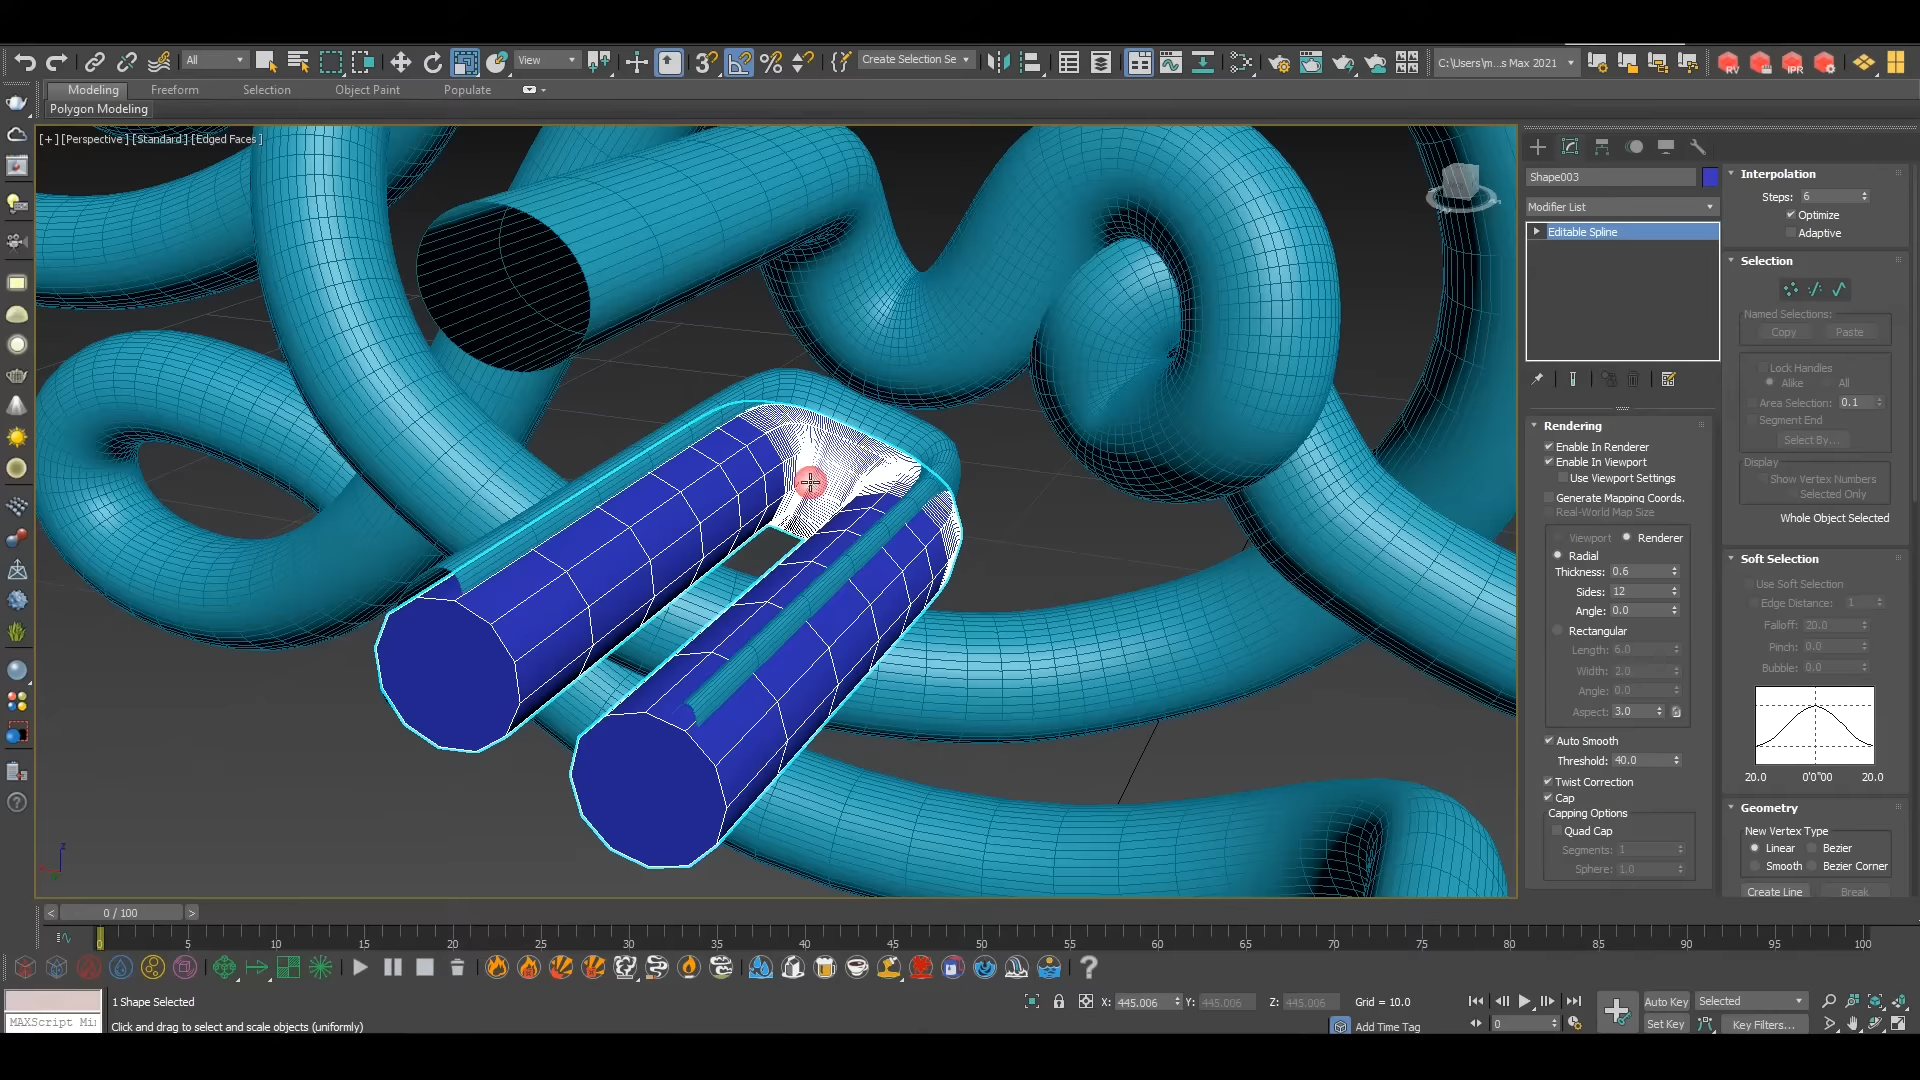 All
View
Create Selection Se
C:\Users\m...s Max 2021
RV
IPR
Modeling
Freeform
Selection
Object Paint
Populate
Polygon Modeling
[+] [Perspective] [Standard] [Edged Faces]
Shape003
Modifier List
Editable Spline
Rendering
Enable In Renderer
Enable In Viewport
Use Viewport Settings
Generate Mapping Coords.
Real-World Map Size
Viewport Renderer
Radial
Thickness: 0.6
Sides: 12
Angle: 0.0
Rectangular
Length: 6.0
Width: 2.0
Angle: 0.0
Aspect: 3.0
Auto Smooth
Threshold: 40.0
Twist Correction
Cap
Capping Options
Quad Cap
Segments: 1
Sphere: 1.0
Interpolation
Steps: 6
Optimize
Adaptive
Selection
Named Selections:
Copy Paste
Lock Handles
Alike All
Area Selection: 0.1
Segment End
Select By...
Display
Show Vertex Numbers
Selected Only
Whole Object Selected
Soft Selection
Use Soft Selection
Edge Distance: 1
Falloff: 20.0
Pinch: 0.0
Bubble: 0.0
20.0 0'0"00 20.0
Geometry
New Vertex Type
Linear Bezier
Smooth Bezier Corner
Create Line Break
z
< 0 / 100 >
0 5 10 15 20 25 30 35 40 45 50 55 60 65 70 75 80 85 90 95 100
MAXScript Mi
1 Shape Selected
Click and drag to select and scale objects (uniformly)
X: 445.006 Y: 445.006 Z: 445.006 Grid = 10.0
Add Time Tag
0
Auto Key Selected
Set Key Key Filters...